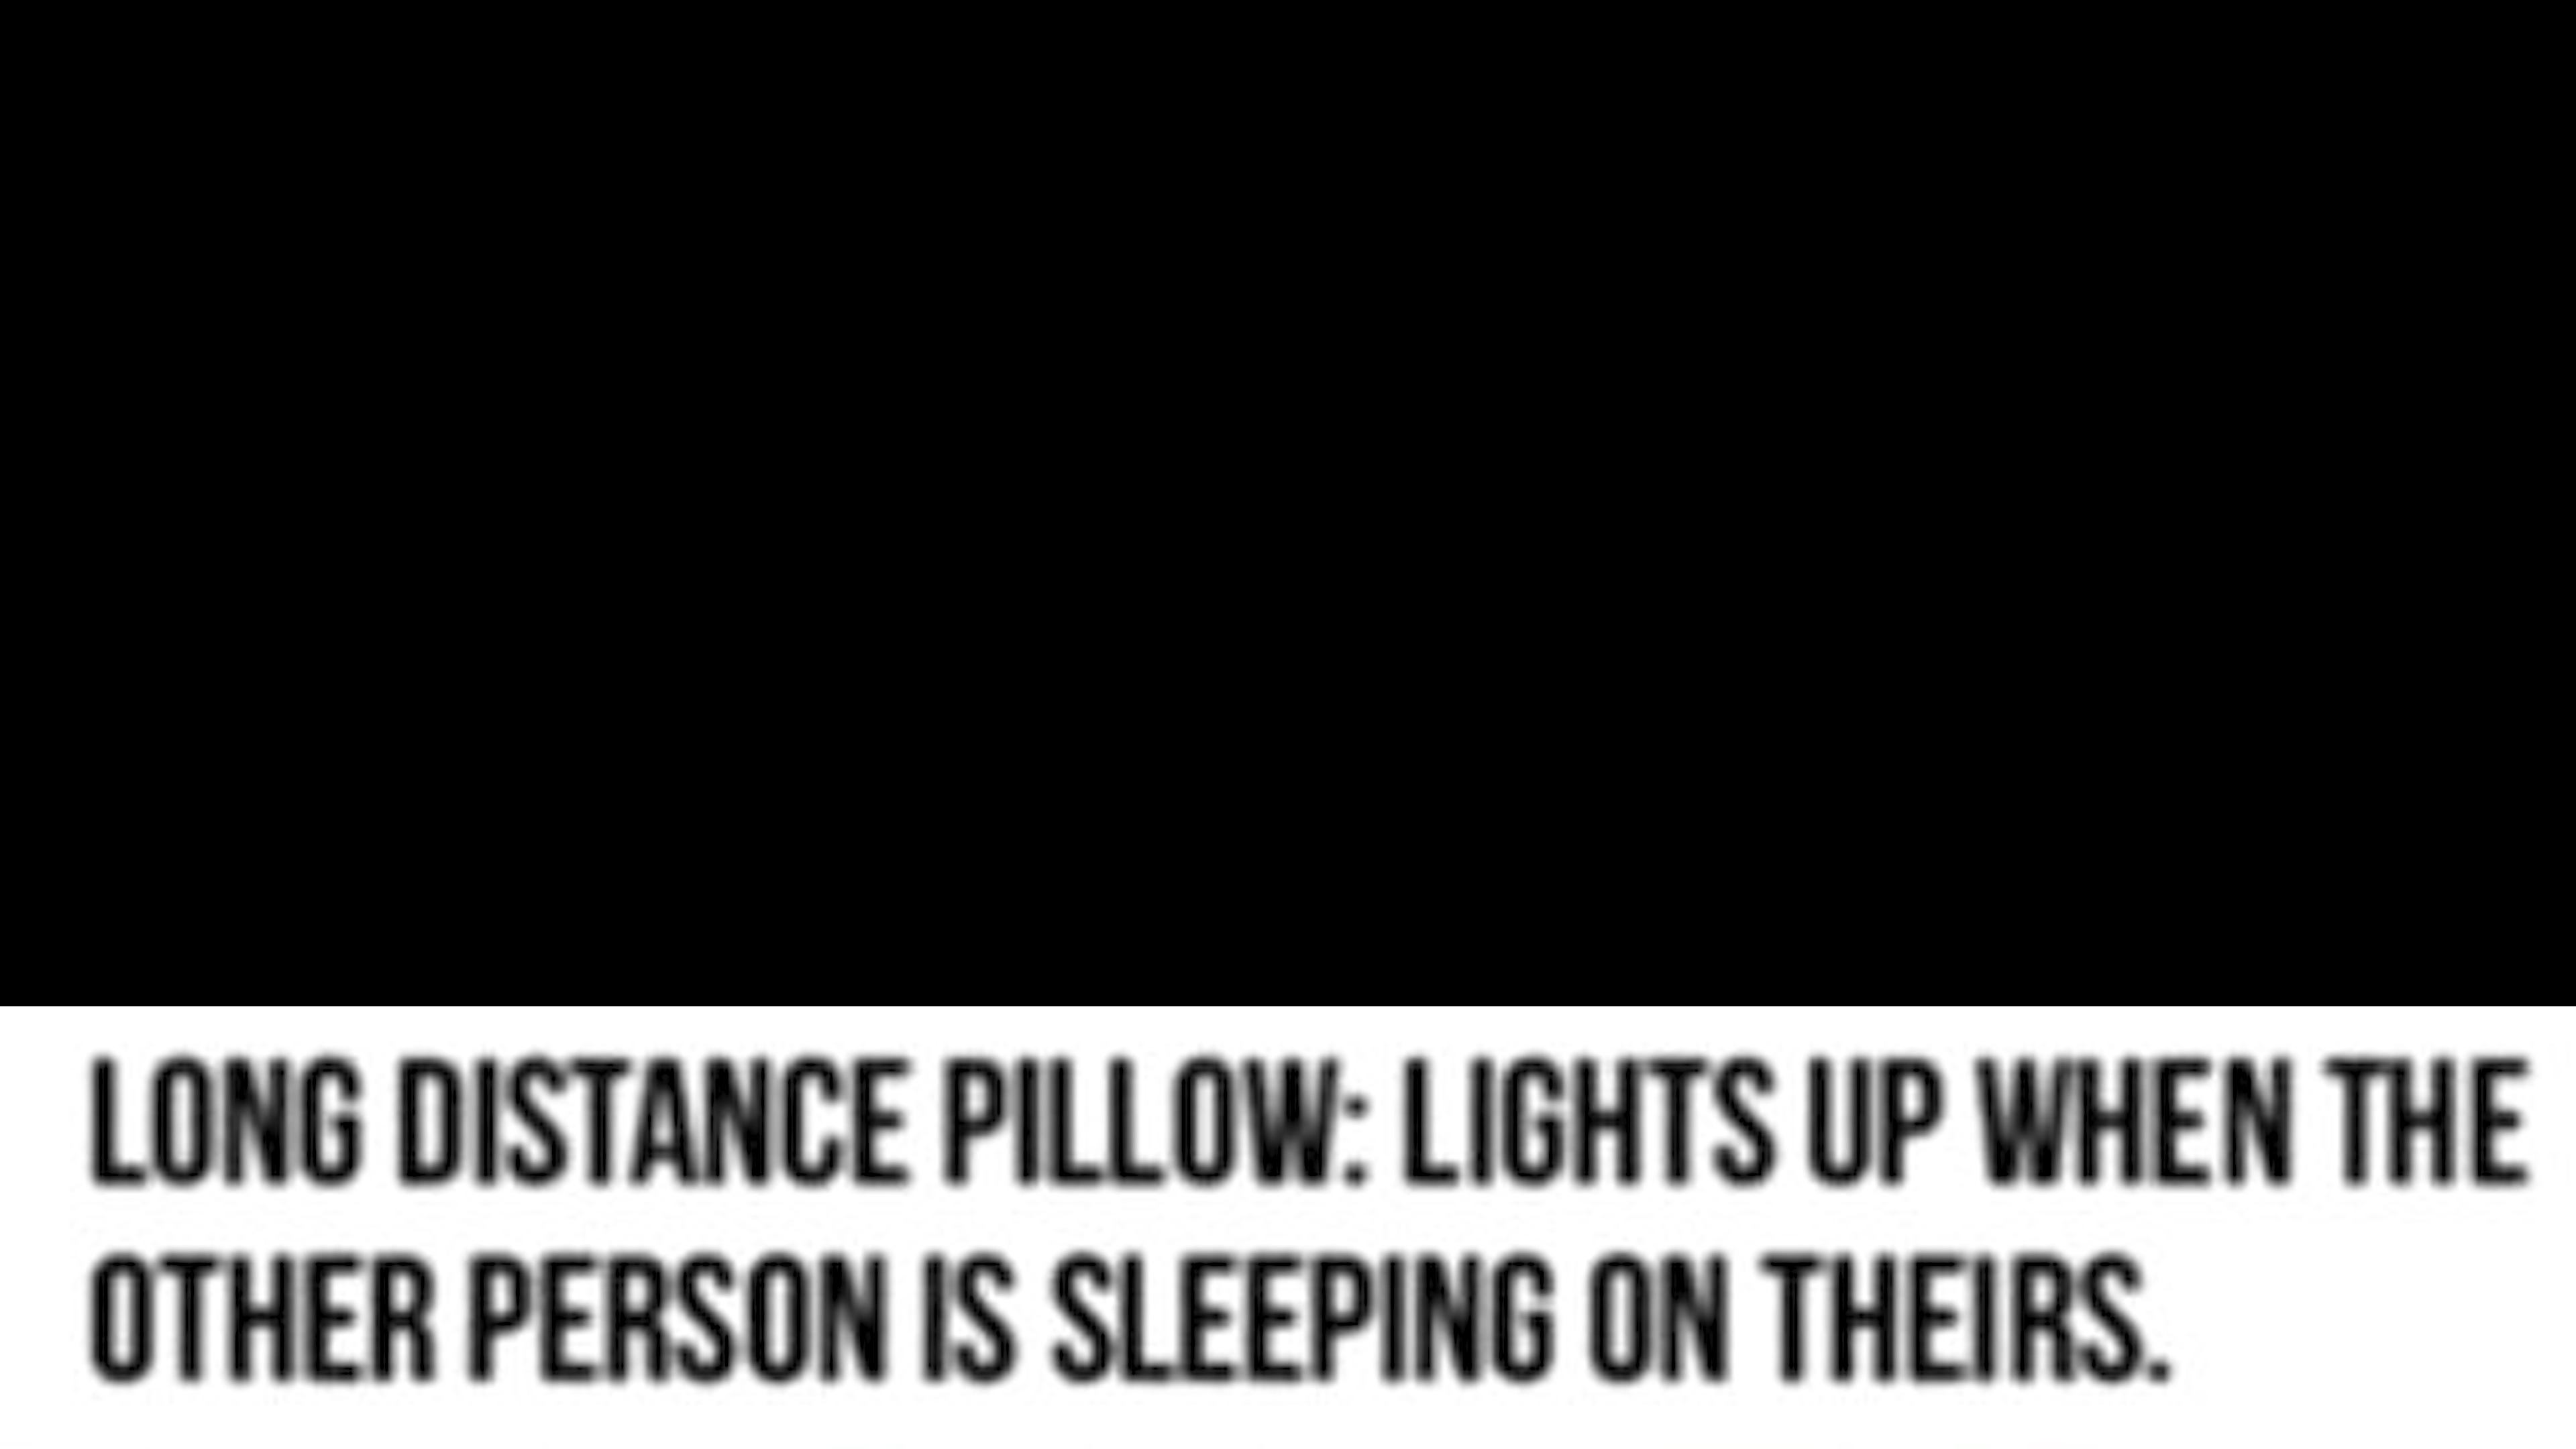 LONG DISTANCE PILLOW: LIGHTS UP WHEN THE
OTHER PERSON IS SLEEPING ON THEIRS.